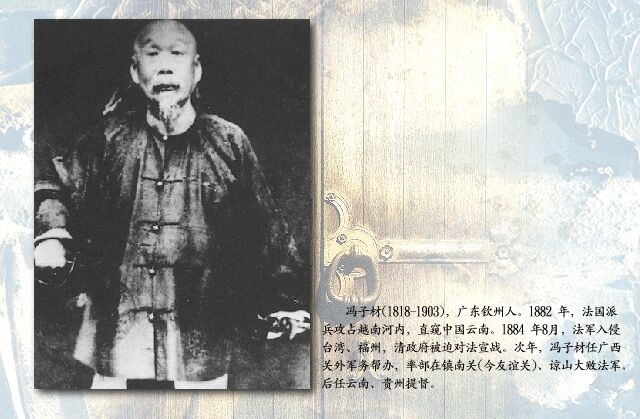 冯子材(1818-1903)，广东钦州人。1882 年，法国派
兵攻占越南河内，直窥中国云南。1884 年8月，法军入侵
台湾、福州，清政府被迫对法宣战。次年，冯子材任广西
关外军务帮办，率部在镇南关(今友谊关)、谅山大败法军。
后任云南、贵州提督。